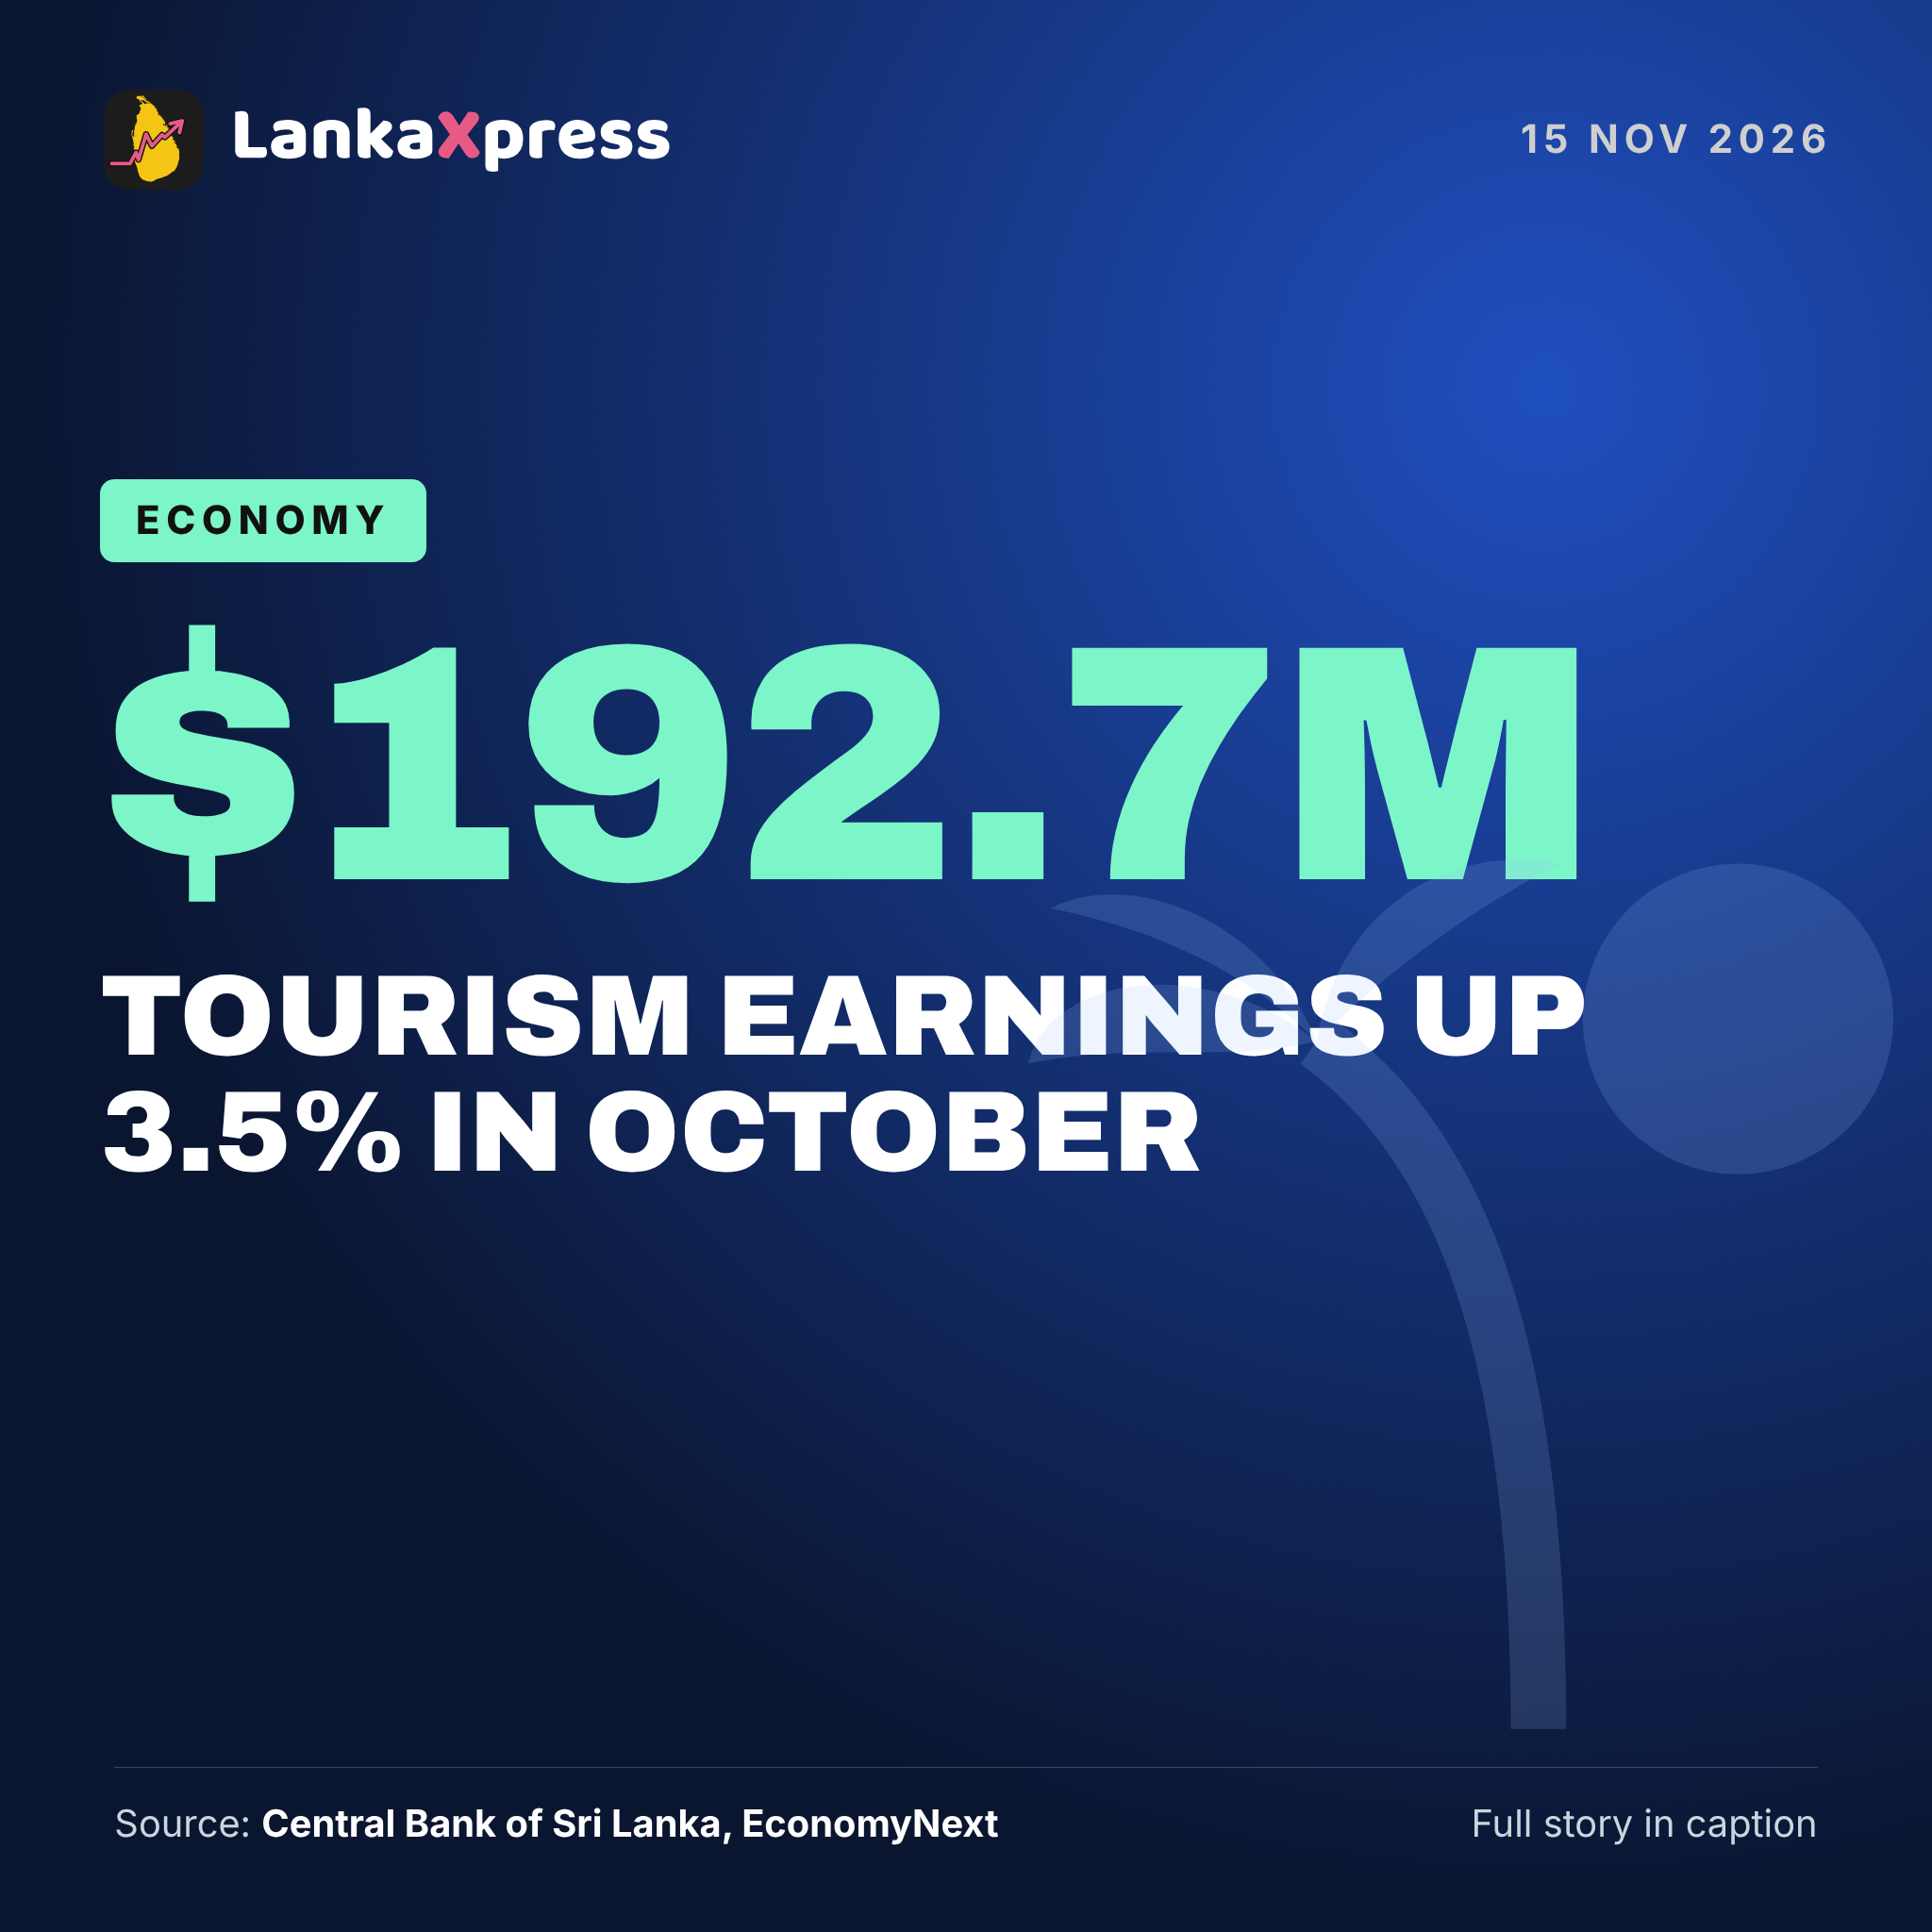 LankaXpress
15 NOV 2026
ECONOMY
$192.7M
TOURISM EARNINGS UP
3.5% IN OCTOBER
Source: Central Bank of Sri Lanka, EconomyNext
Full story in caption